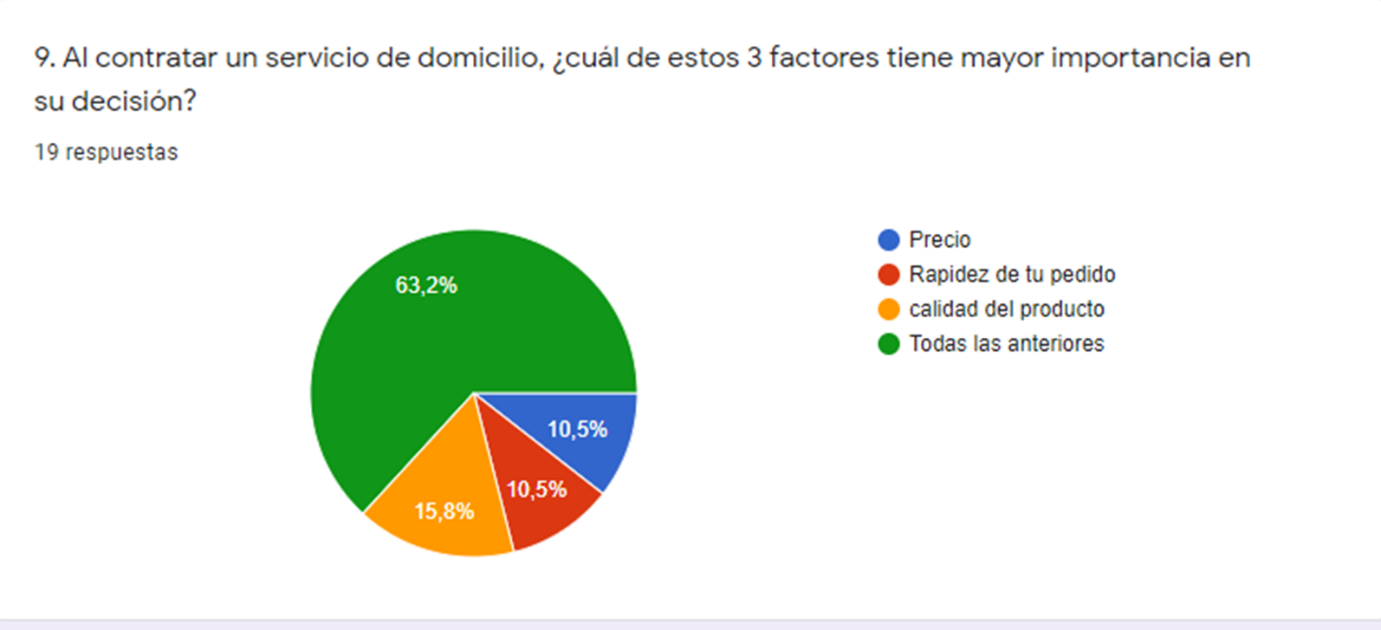 9. Al contratar un servicio de domicilio, ¿cuál de estos 3 factores tiene mayor importancia en
su decisión?
19 respuestas
63,2%
10,5%
10,5%
15,8%
Precio
Rapidez de tu pedido
calidad del producto
Todas las anteriores